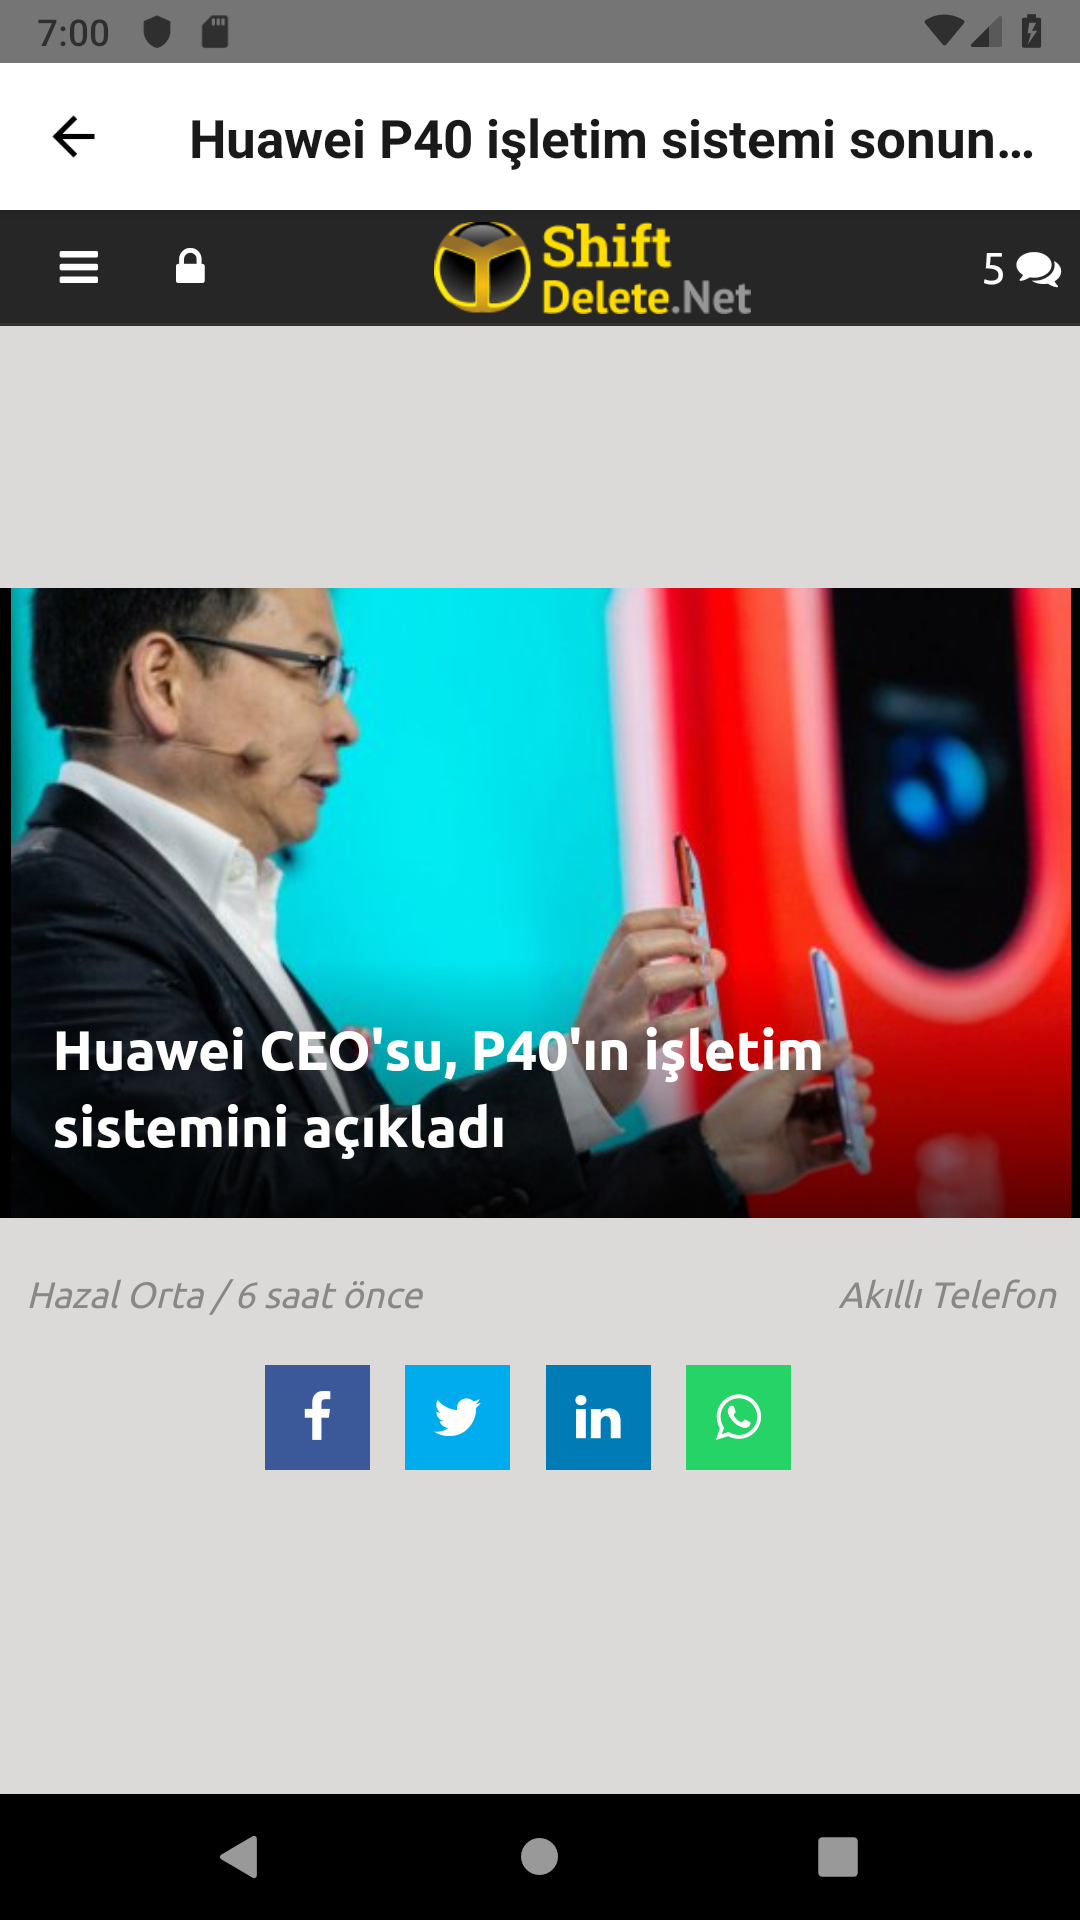 7:00
Huawei P40 işletim sistemi sonun...
Shift
Delete.Net
5
Huawei CEO'su, P40'ın işletim
sistemini açıkladı
Hazal Orta / 6 saat önce
Akıllı Telefon